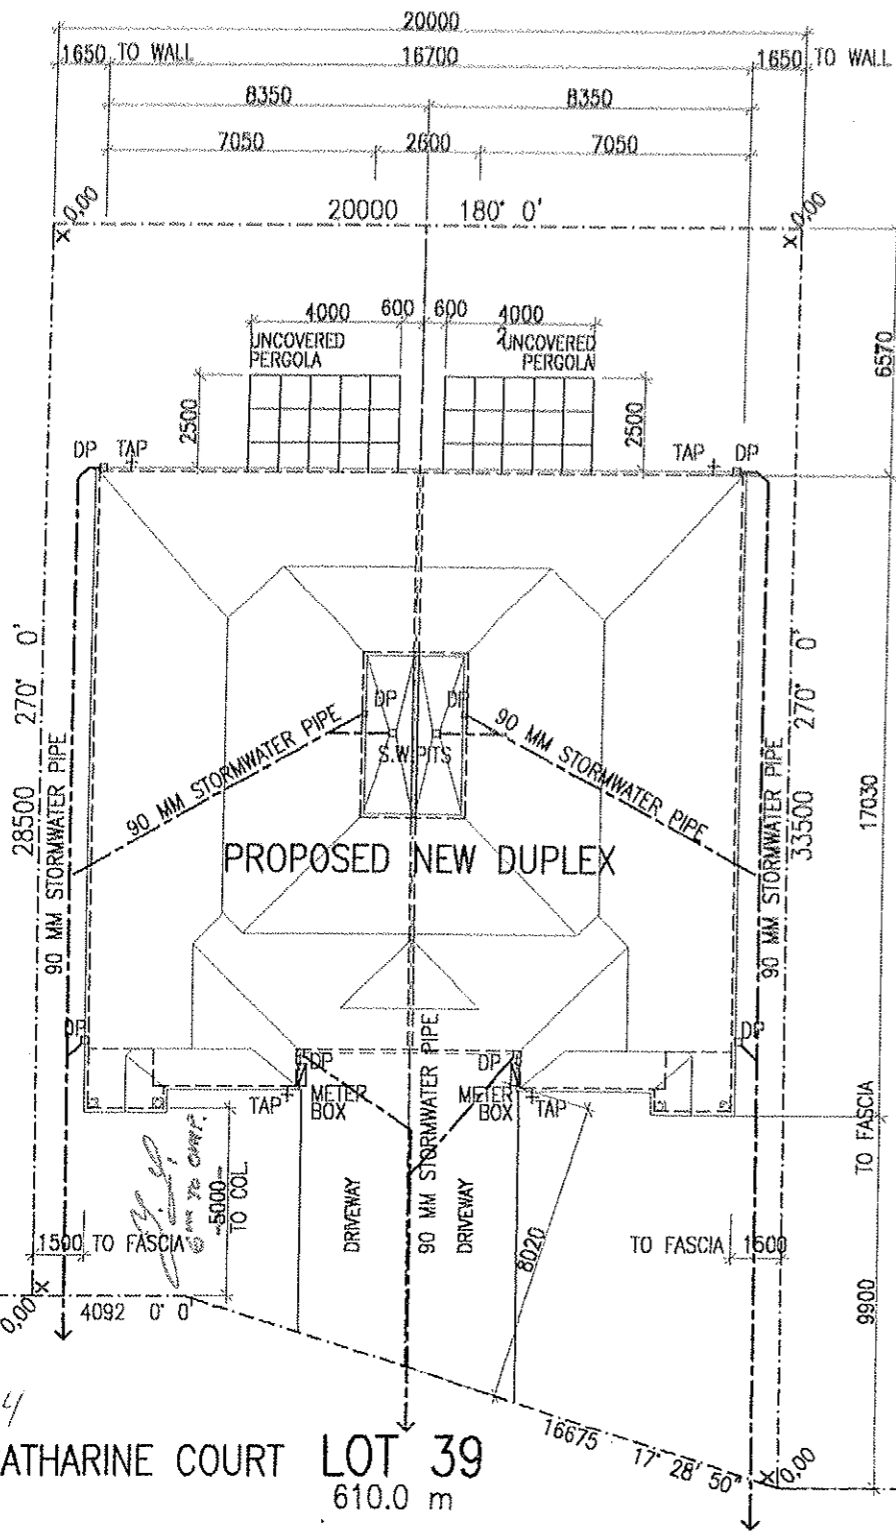 20000
1650 TO WALL 16700 1650 TO WALL
8350 8350
7050 2600 7050
0,00 20000 180° 0' 0,00
4000 600 600 4000
UNCOVERED
PERGOLA
2
UNCOVERED
PERGOLA
6570
2500 2500
DP TAP TAP DP
28500 270° 0'
90 MM STORMWATER PIPE
90 MM STORMWATER PIPE
DP DP
S.W.PITS
90 MM STORMWATER PIPE
90 MM STORMWATER PIPE
33500 270° 0'
17030
PROPOSED NEW DUPLEX
DP DP
DP DP
METER
BOX
METER
BOX
TAP TAP
90 MM STORMWATER PIPE
DRIVEWAY DRIVEWAY
5000
TO COL.
8020
1500 TO FASCIA
TO FASCIA 1500
TO FASCIA
9900
0,00
4092 0° 0'
16675 17° 28' 50"
0,00
4
ATHARINE COURT LOT 39
610.0 m